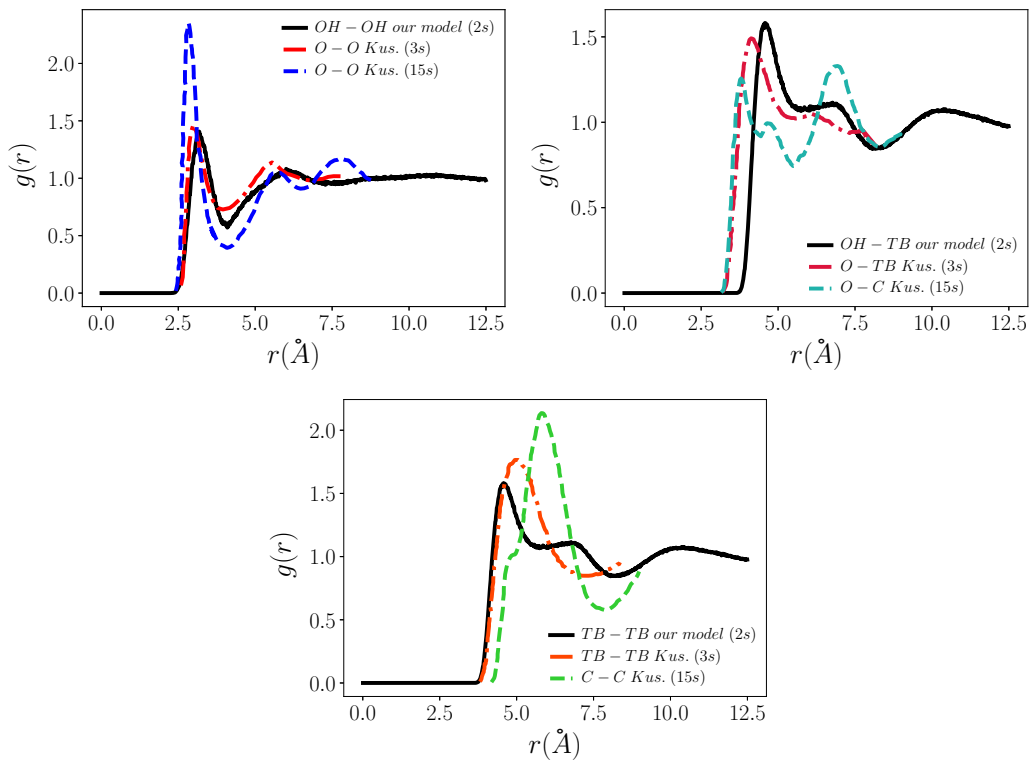 OH − OH our model (2s)
O − O Kus. (3s)
O − O Kus. (15s)
2.0
1.5
1.0
0.5
0.0
g(r)
0.0 2.5 5.0 7.5 10.0 12.5
r(Å)
1.5
1.0
0.5
0.0
g(r)
OH − TB our model (2s)
O − TB Kus. (3s)
O − C Kus. (15s)
0.0 2.5 5.0 7.5 10.0 12.5
r(Å)
2.0
1.5
1.0
0.5
0.0
g(r)
TB − TB our model (2s)
TB − TB Kus. (3s)
C − C Kus. (15s)
0.0 2.5 5.0 7.5 10.0 12.5
r(Å)